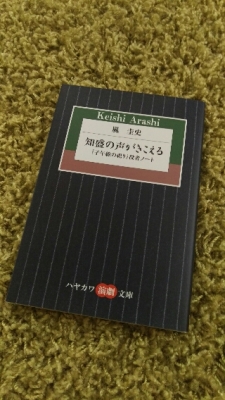 Keishi Arashi
嵐 圭史
知盛の声がきこえる
『子午線の祀り』役者ノート
ハヤカワ演劇文庫